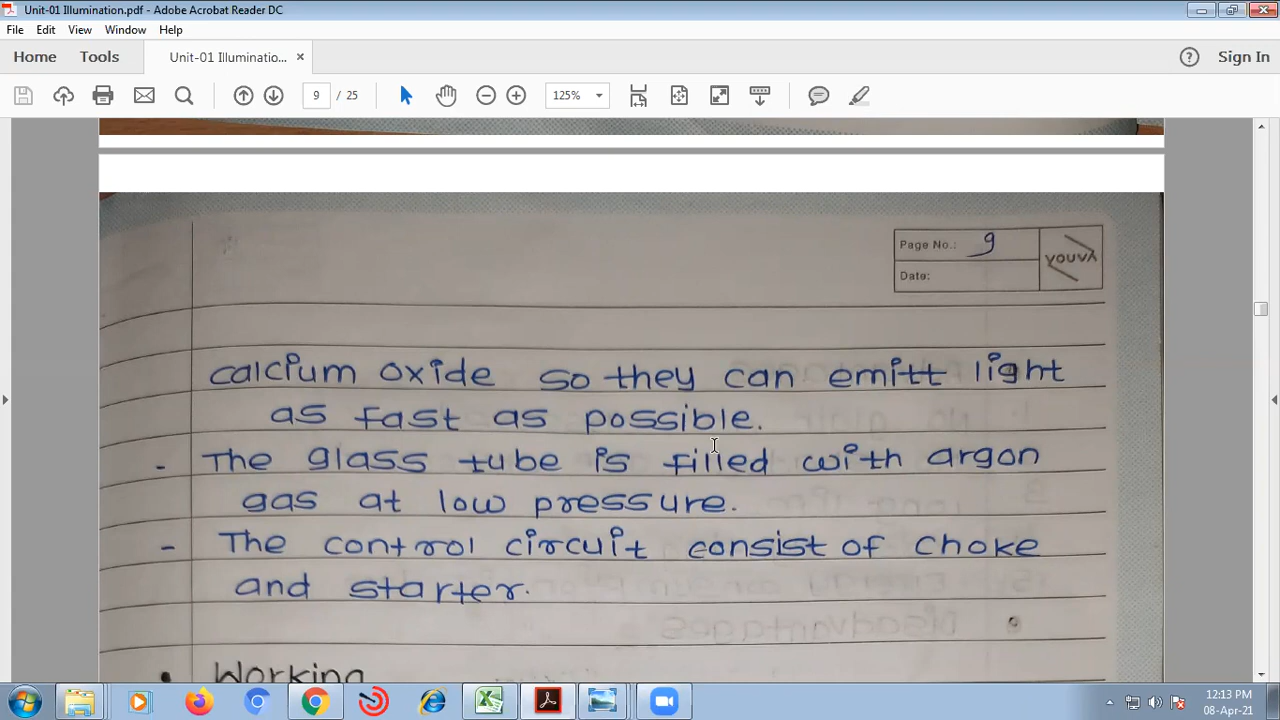 Unit-01 Illumination.pdf - Adobe Acrobat Reader DC
File Edit View Window Help
Home Tools Unit-01 Illuminatio... × Sign In
9 / 25 125%
Page No.: 9
YOUVA
Date:
calcium oxide so they can emitt light
as fast as possible.
- The glass tube is filled with argon
gas at low pressure.
- The control circuit consist of choke
and starter.
• Working
12:13 PM
08-Apr-21